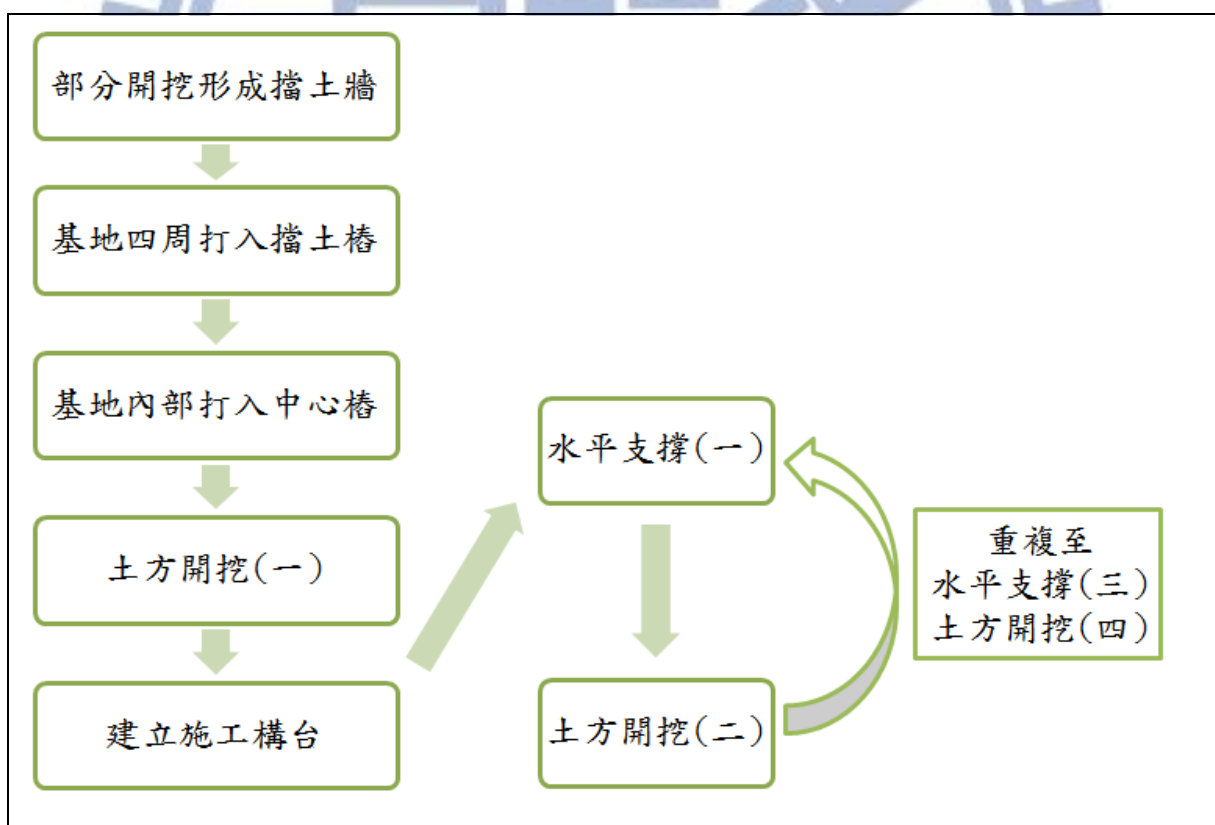 部分開挖形成擋土牆
基地四周打入擋土樁
基地內部打入中心樁
土方開挖(一)
建立施工構台
水平支撐(一)
土方開挖(二)
重複至
水平支撐(三)
土方開挖(四)